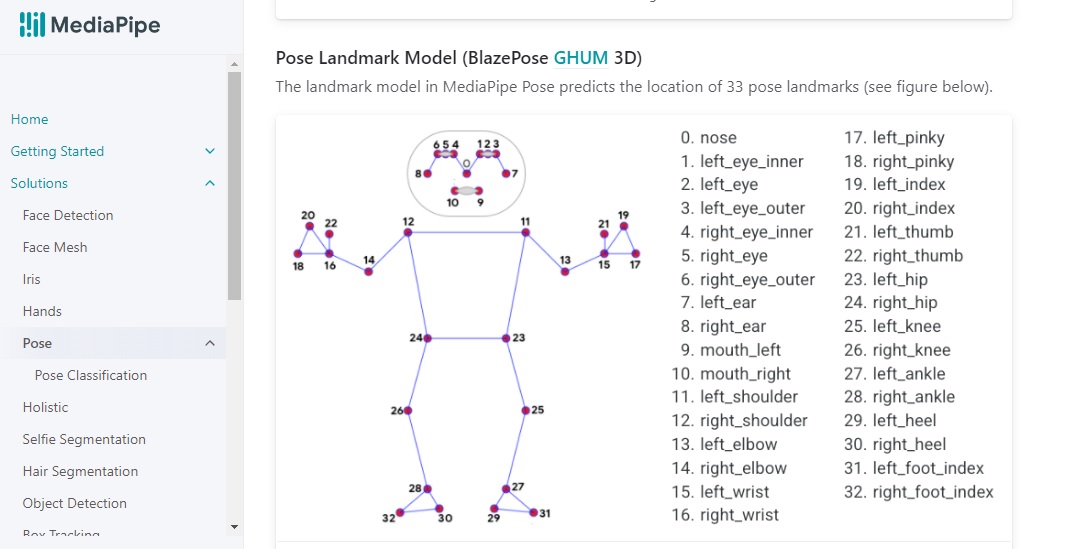 MediaPipe
Home
Getting Started
Solutions
Face Detection
Face Mesh
Iris
Hands
Pose
Pose Classification
Holistic
Selfie Segmentation
Hair Segmentation
Object Detection
Box Tracking
Pose Landmark Model (BlazePose GHUM 3D)
The landmark model in MediaPipe Pose predicts the location of 33 pose landmarks (see figure below).
6 5 4 1 2 3
0
8 7
10 9
20 22 12 11 21 19
18 16 14 13 15 17
24 23
26 25
28 27
32 30 29 31
0. nose
1. left_eye_inner
2. left_eye
3. left_eye_outer
4. right_eye_inner
5. right_eye
6. right_eye_outer
7. left_ear
8. right_ear
9. mouth_left
10. mouth_right
11. left_shoulder
12. right_shoulder
13. left_elbow
14. right_elbow
15. left_wrist
16. right_wrist
17. left_pinky
18. right_pinky
19. left_index
20. right_index
21. left_thumb
22. right_thumb
23. left_hip
24. right_hip
25. left_knee
26. right_knee
27. left_ankle
28. right_ankle
29. left_heel
30. right_heel
31. left_foot_index
32. right_foot_index